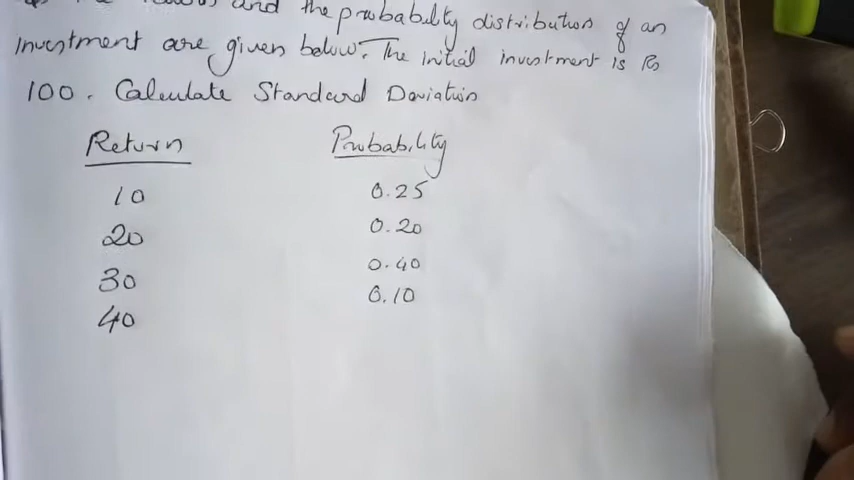 and the probability distribution of an
investment are given below. The initial investment is Rs
100. Calculate Standard Deviation
Return Probability
10 0.25
20 0.20
30 0.40
40 0.10